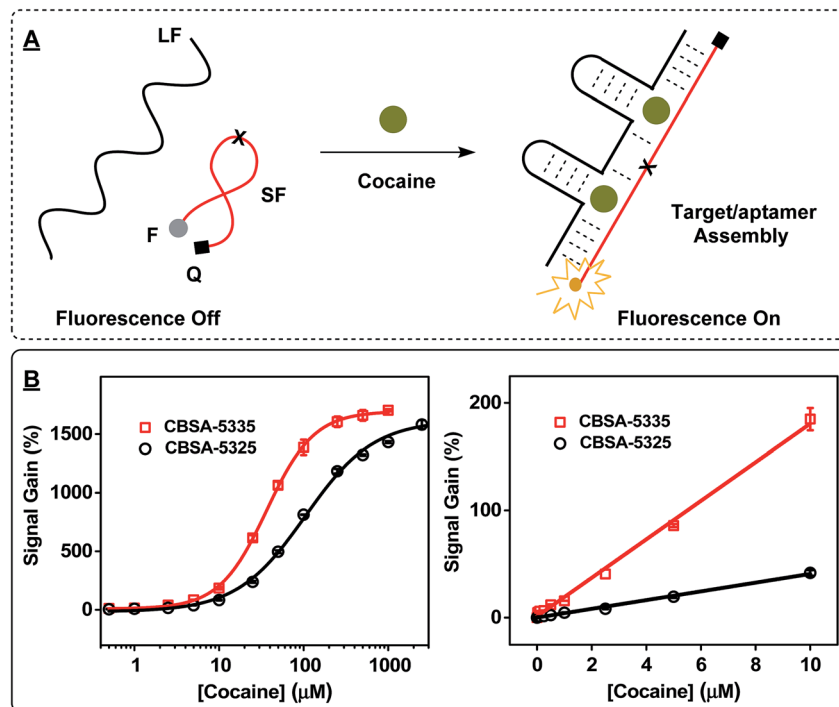 A
LF
X
SF
F
Q
Fluorescence Off
Cocaine
X
Target/aptamer
Assembly
Fluorescence On
B
Signal Gain (%)
1500
1000
500
0
CBSA-5335
CBSA-5325
1
10
100
1000
[Cocaine] (μM)
Signal Gain (%)
200
100
0
CBSA-5335
CBSA-5325
0
2
4
6
8
10
[Cocaine] (μM)